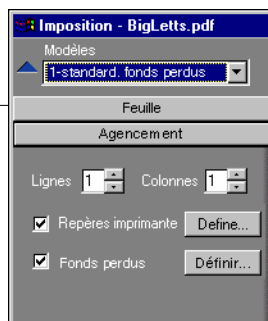 Imposition - BigLetts.pdf
Modèles
1-standard. fonds perdus
Feuille
Agencement
Lignes 1 Colonnes 1
Repères imprimante Define...
Fonds perdus Définir...